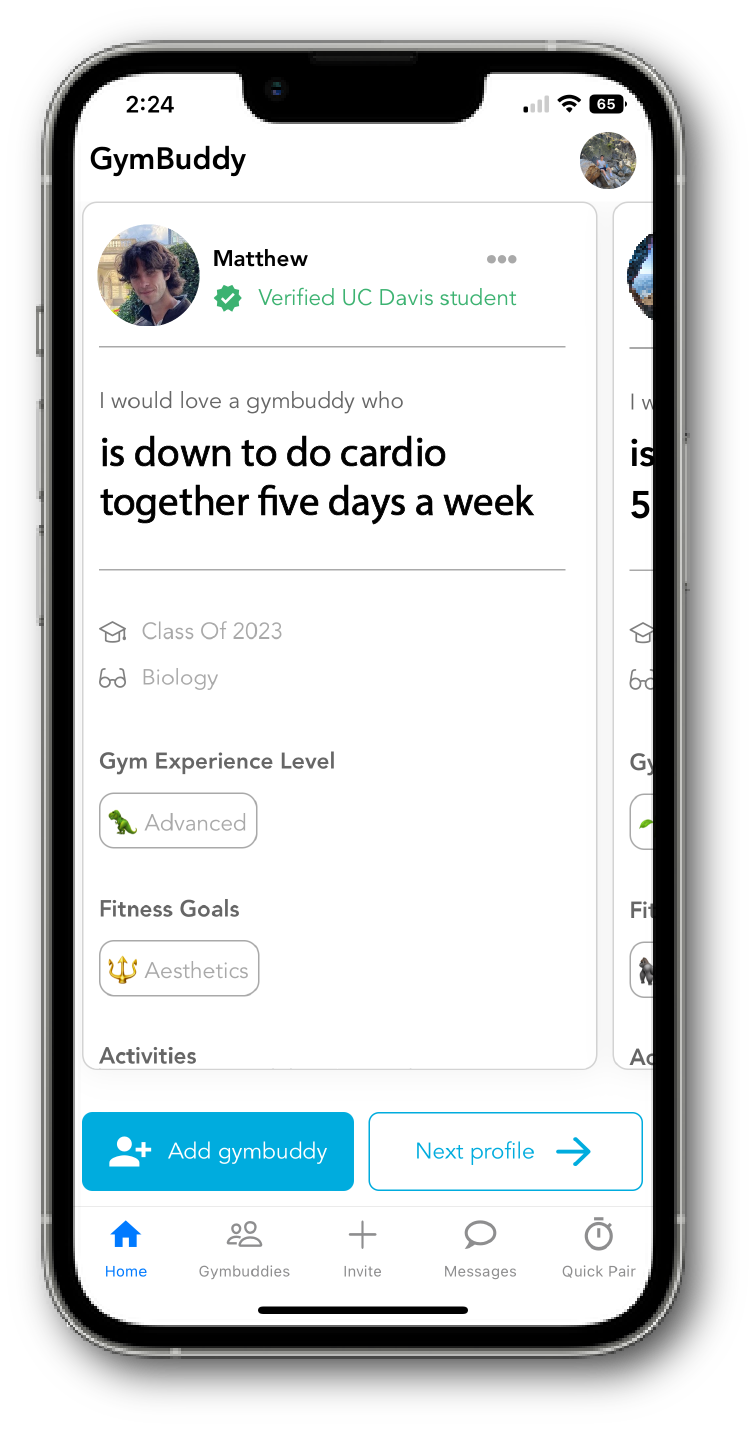 2:24
65
GymBuddy
Matthew
Verified UC Davis student
I would love a gymbuddy who
is down to do cardio
together five days a week
Class Of 2023
Biology
Gym Experience Level
Advanced
Fitness Goals
Aesthetics
Activities
I w
is
5
Gy
Fit
Ac
Add gymbuddy
Next profile
Home
Gymbuddies
Invite
Messages
Quick Pair